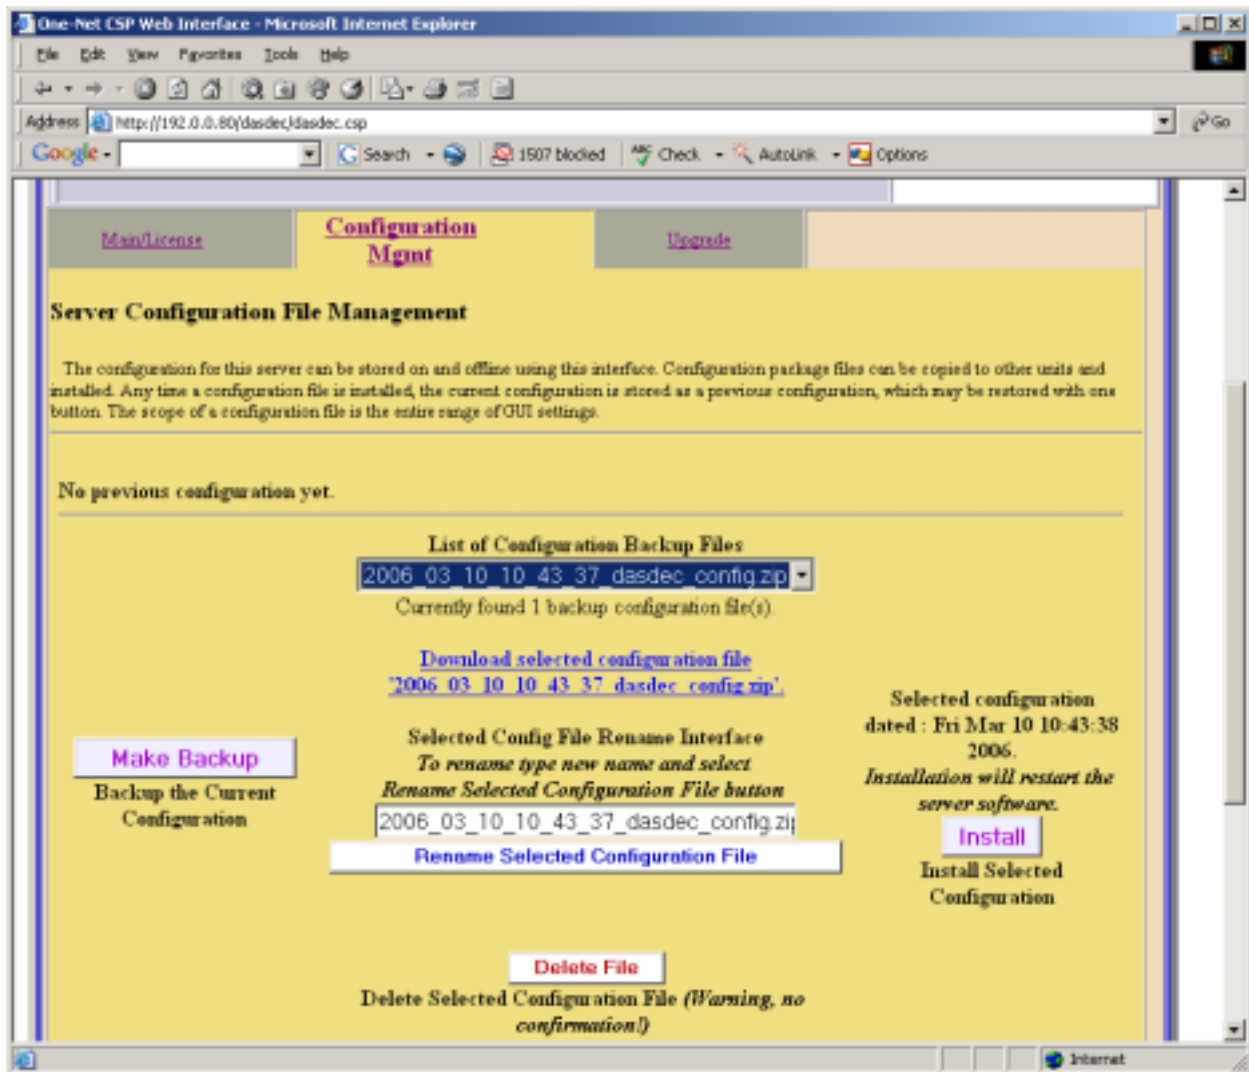 One-Net CSP Web Interface - Microsoft Internet Explorer
File Edit View Favorites Tools Help
Address http://192.0.0.80/dasdec/dasdec.csp Go
Google Search 1507 blocked ABC Check AutoLink Options
Main/License Configuration Mgmt Upgrade
Server Configuration File Management
The configuration for this server can be stored on and offline using this interface. Configuration package files can be copied to other units and
installed. Any time a configuration file is installed, the current configuration is stored as a previous configuration, which may be restored with one
button. The scope of a configuration file is the entire range of GUI settings.
No previous configuration yet.
List of Configuration Backup Files
2006_03_10_10_43_37_dasdec_config.zip
Currently found 1 backup configuration file(s).
Download selected configuration file
'2006_03_10_10_43_37_dasdec_config.zip'.
Make Backup
Backup the Current
Configuration
Selected Config File Rename Interface
To rename type new name and select
Rename Selected Configuration File button
2006_03_10_10_43_37_dasdec_config.zi
Rename Selected Configuration File
Selected configuration
dated : Fri Mar 10 10:43:38
2006.
Installation will restart the
server software.
Install
Install Selected
Configuration
Delete File
Delete Selected Configuration File (Warning, no
confirmation!)
Internet